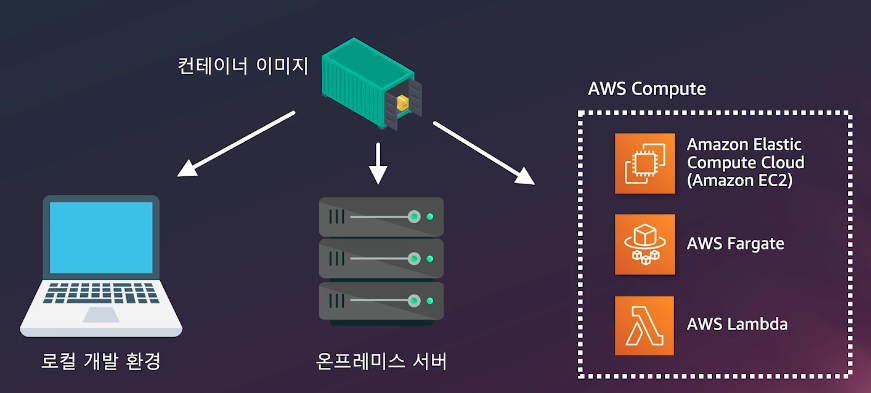 컨테이너 이미지
AWS Compute
Amazon Elastic
Compute Cloud
(Amazon EC2)
AWS Fargate
AWS Lambda
로컬 개발 환경
온프레미스 서버